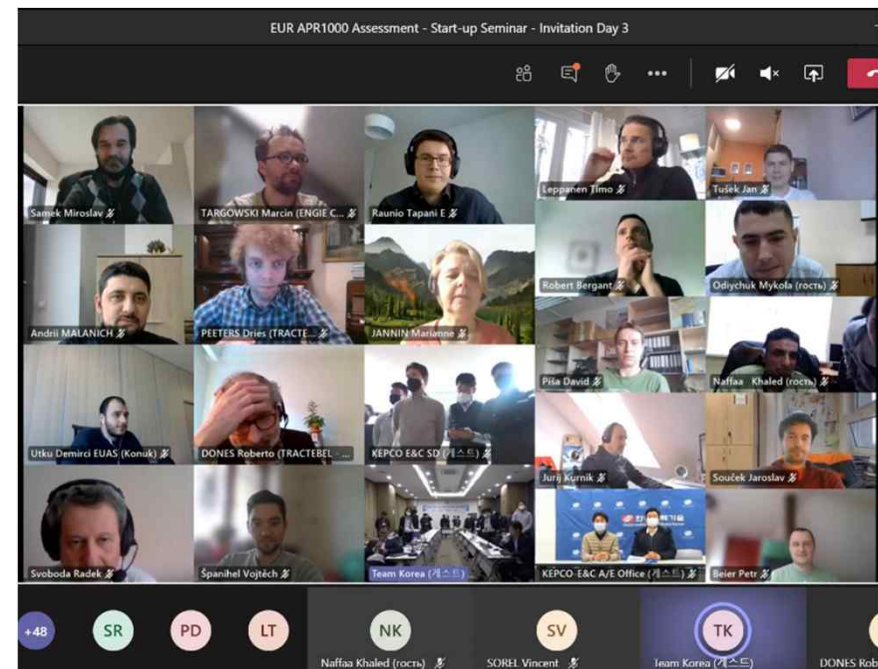 EUR APR1000 Assessment - Start-up Seminar - Invitation Day 3
Samek Miroslav
TARGOWSKI Marcin (ENGIE C...
Raunio Tapani E
Leppanen Timo
Tušek Jan
Robert Bergant
Odiychuk Mykola (гость)
Andrii MALANICH
PEETERS Dries (TRACTE...
JANNIN Marianne
Piša David
Naffaa Khaled (гость)
Utku Demirci EUAS (Konuk)
DONES Roberto (TRACTEBEL - ...
KEPCO E&C SD (게스트)
Jurij Kurnik
Souček Jaroslav
Svoboda Radek
Španihel Vojtěch
Team Korea (게스트)
KEPCO E&C A/E Office (게스트)
Beier Petr
+48
SR
PD
LT
NK
SV
TK
Naffaa Khaled (гость)
SOREL Vincent
Team Korea (게스트)
DONES Rob